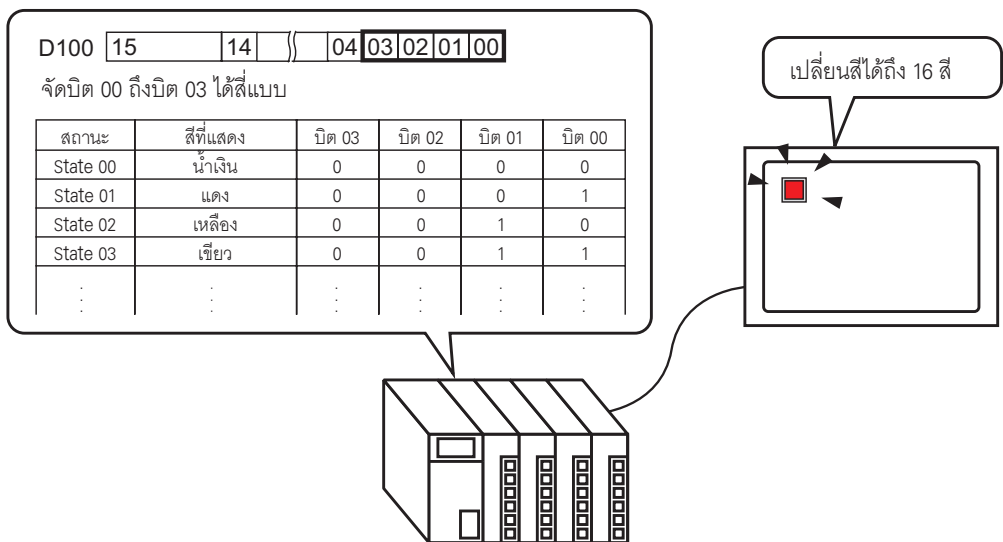 D100 15 14 04 03 02 01 00
จัดบิต 00 ถึงบิต 03 ได้สี่แบบ
สถานะ สีที่แสดง บิต 03 บิต 02 บิต 01 บิต 00
State 00 น้ำเงิน 0 0 0 0
State 01 แดง 0 0 0 1
State 02 เหลือง 0 0 1 0
State 03 เขียว 0 0 1 1
เปลี่ยนสีได้ถึง 16 สี